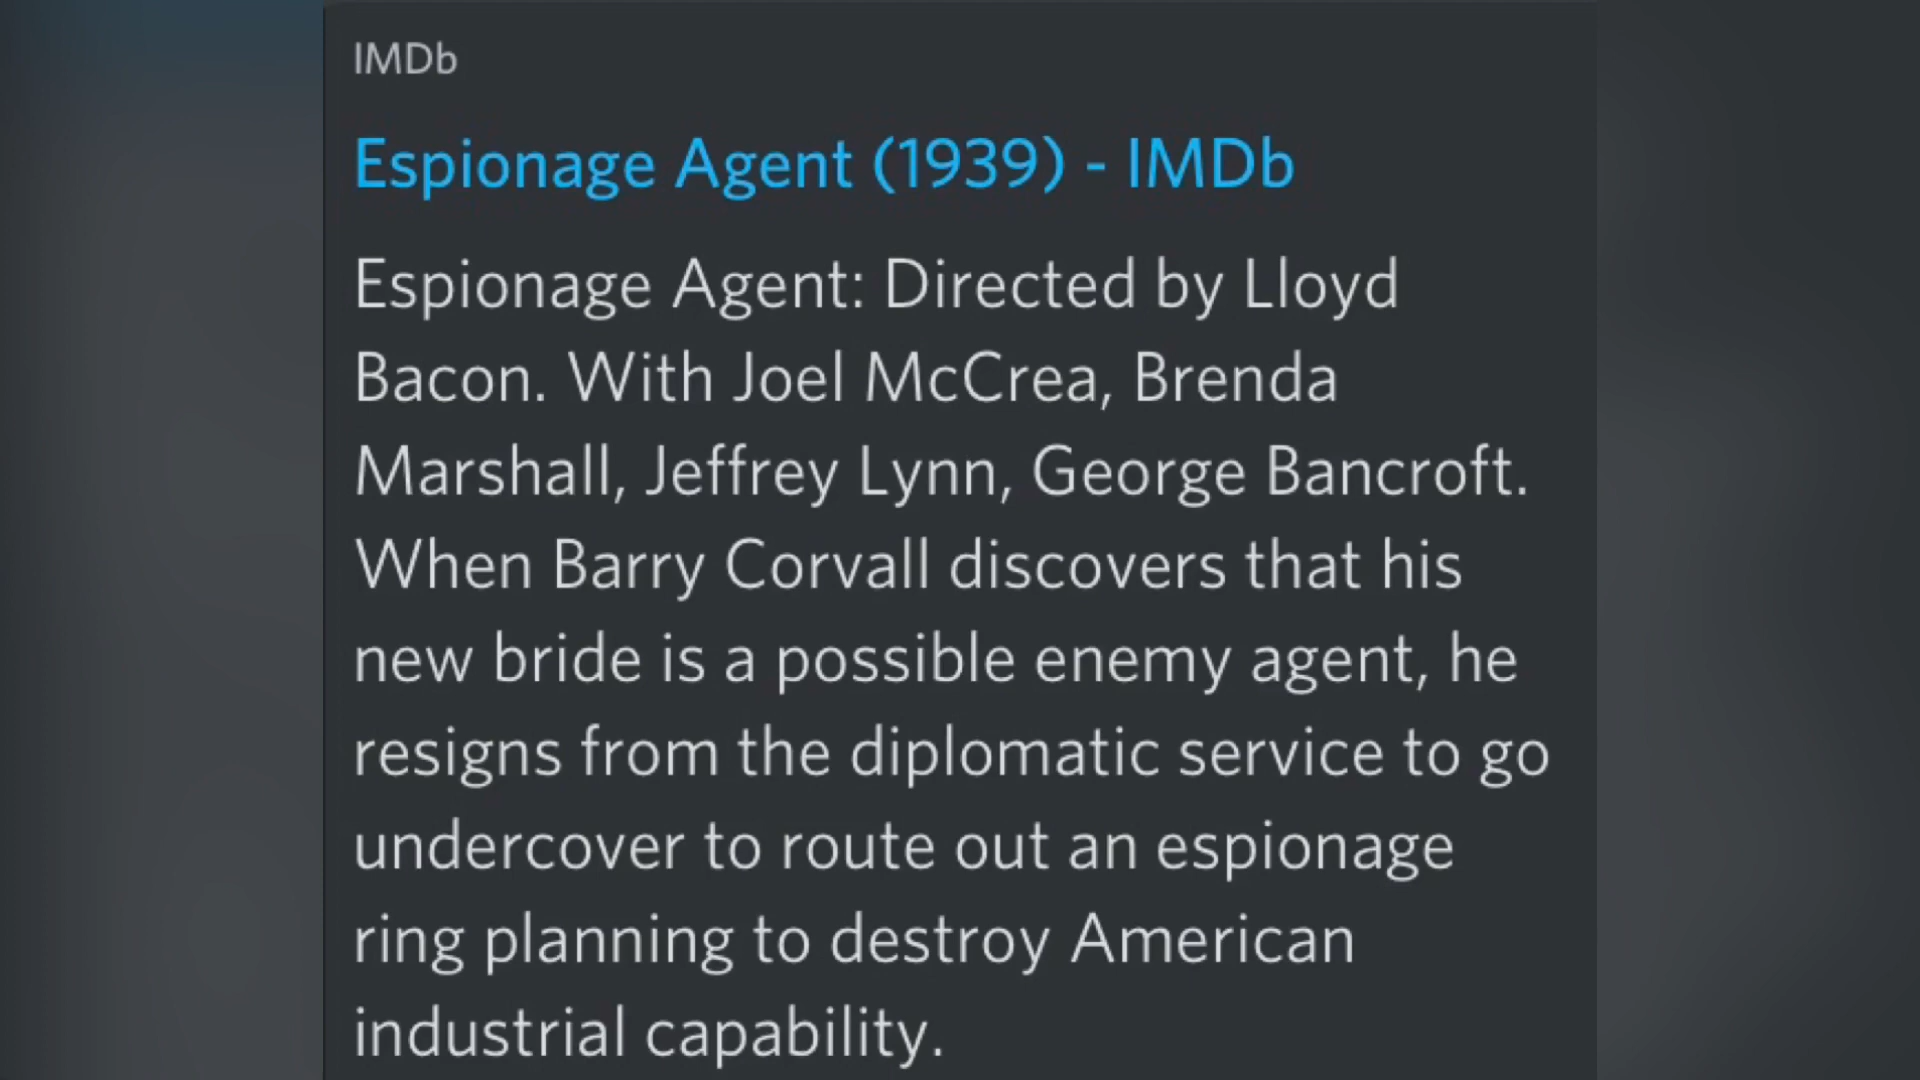 IMDb
Espionage Agent (1939) - IMDb
Espionage Agent: Directed by Lloyd
Bacon. With Joel McCrea, Brenda
Marshall, Jeffrey Lynn, George Bancroft.
When Barry Corvall discovers that his
new bride is a possible enemy agent, he
resigns from the diplomatic service to go
undercover to route out an espionage
ring planning to destroy American
industrial capability.